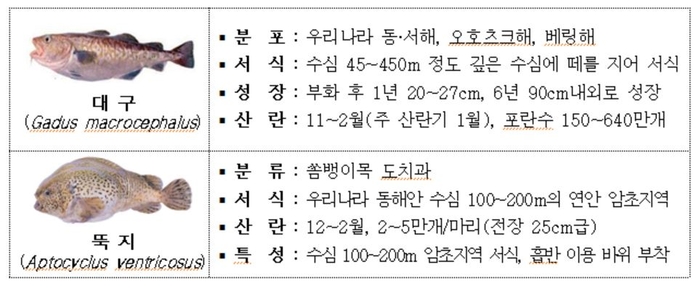 대 구
(Gadus macrocephalus)
▪ 분 포 : 우리나라 동·서해, 오호츠크해, 베링해
▪ 서 식 : 수심 45~450m 정도 깊은 수심에 떼를 지어 서식
▪ 성 장 : 부화 후 1년 20~27cm, 6년 90cm내외로 성장
▪ 산 란 : 11~2월(주 산란기 1월), 포란수 150~640만개
뚝 지
(Aptocyclus ventricosus)
▪ 분 류 : 쏨뱅이목 도치과
▪ 서 식 : 우리나라 동해안 수심 100~200m의 연안 암초지역
▪ 산 란 : 12~2월, 2~5만개/마리(전장 25cm급)
▪ 특 성 : 수심 100~200m 암초지역 서식, 흡반 이용 바위 부착